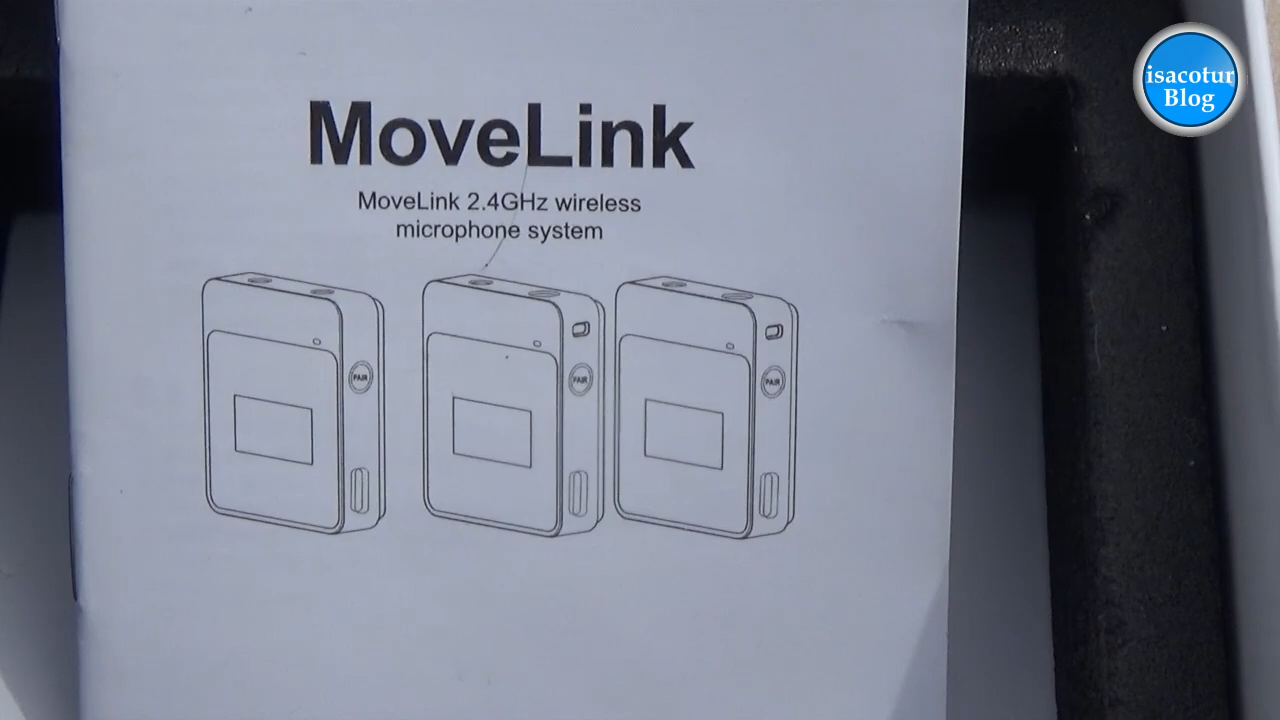 isacotur
Blog
MoveLink
MoveLink 2.4GHz wireless
microphone system
PAIR
PAIR
PAIR